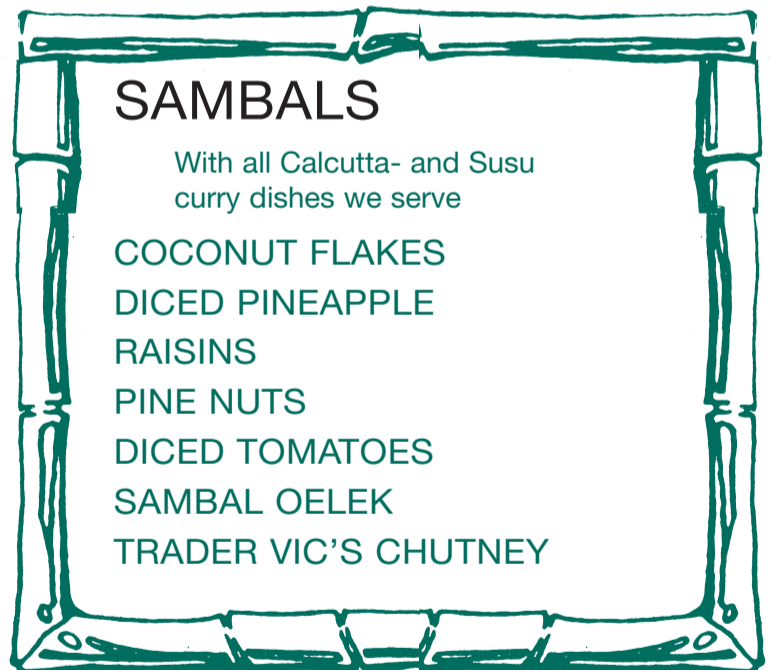 SAMBALS
With all Calcutta- and Susu
curry dishes we serve
COCONUT FLAKES
DICED PINEAPPLE
RAISINS
PINE NUTS
DICED TOMATOES
SAMBAL OELEK
TRADER VIC’S CHUTNEY